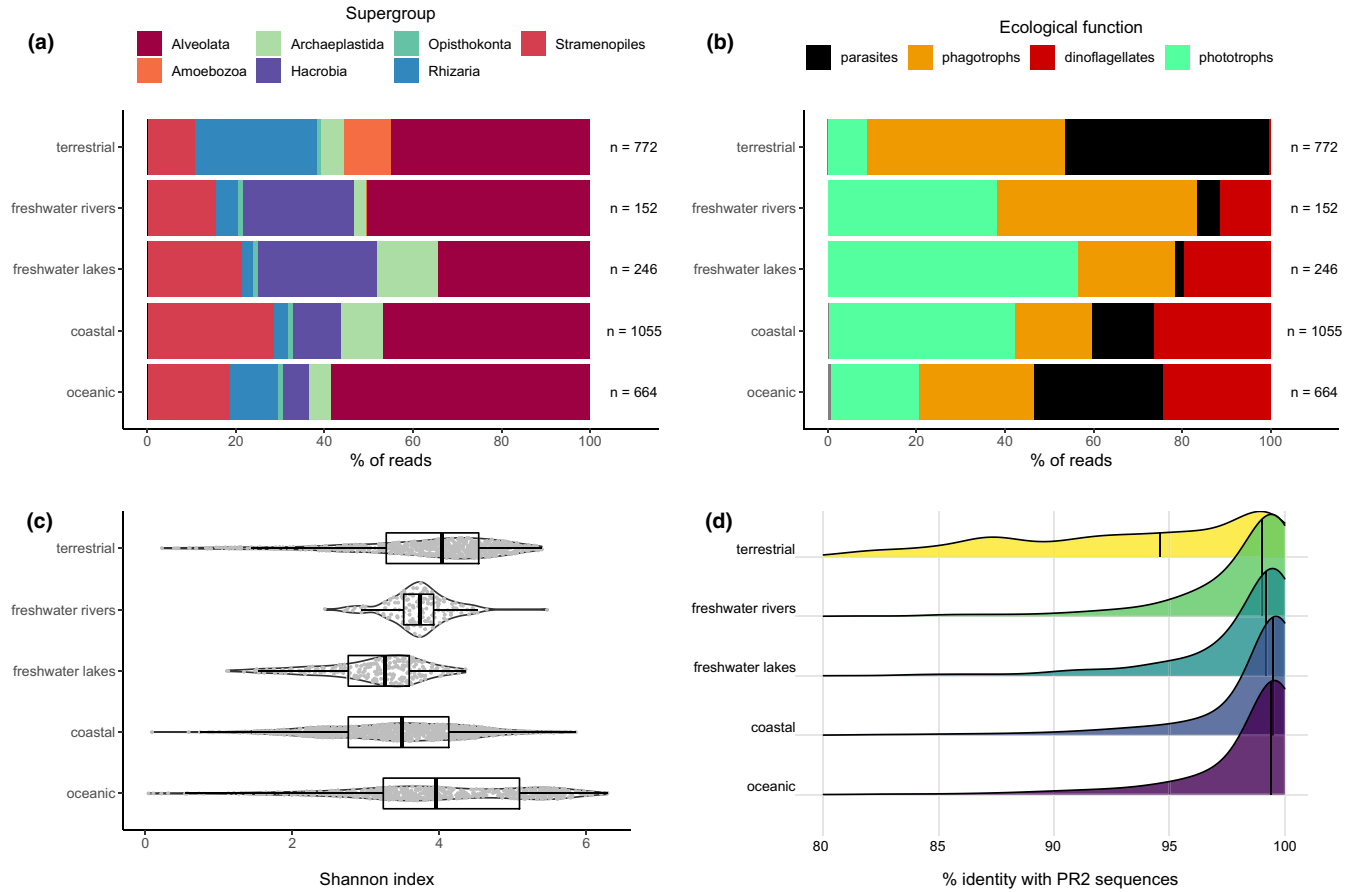 (a)
Supergroup
Alveolata
Archaeplastida
Opisthokonta
Stramenopiles
Amoebozoa
Hacrobia
Rhizaria
terrestrial
n = 772
freshwater rivers
n = 152
freshwater lakes
n = 246
coastal
n = 1055
oceanic
n = 664
0 20 40 60 80 100
% of reads
(b)
Ecological function
parasites
phagotrophs
dinoflagellates
phototrophs
terrestrial
n = 772
freshwater rivers
n = 152
freshwater lakes
n = 246
coastal
n = 1055
oceanic
n = 664
0 20 40 60 80 100
% of reads
(c)
terrestrial
freshwater rivers
freshwater lakes
coastal
oceanic
0 2 4 6
Shannon index
(d)
terrestrial
freshwater rivers
freshwater lakes
coastal
oceanic
80 85 90 95 100
% identity with PR2 sequences